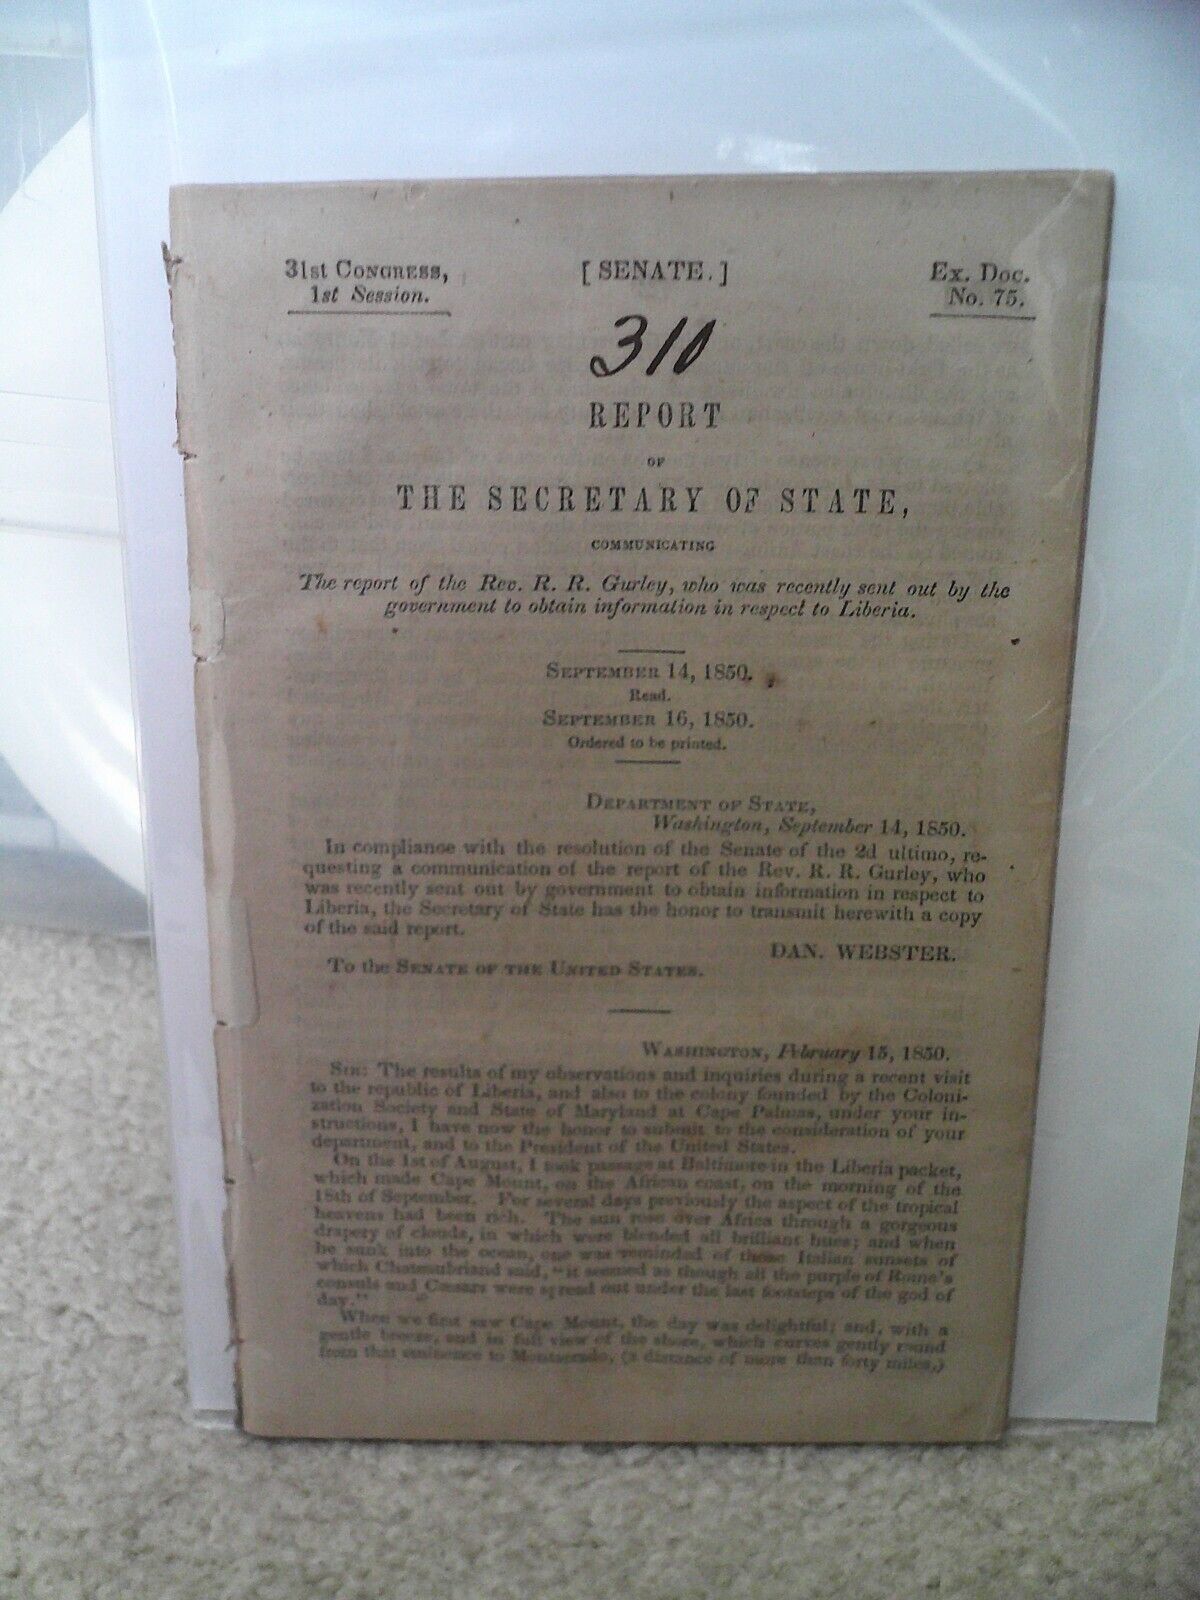 31st Congress,
1st Session.
[ SENATE. ]
Ex. Doc.
No. 75.
310
REPORT
OF
THE SECRETARY OF STATE,
COMMUNICATING
The report of the Rev. R. R. Gurley, who was recently sent out by the
government to obtain information in respect to Liberia.
September 14, 1850.
Read.
September 16, 1850.
Ordered to be printed.
Department of State,
Washington, September 14, 1850.
In compliance with the resolution of the Senate of the 2d ultimo, re-
questing a communication of the report of the Rev. R. R. Gurley, who
was recently sent out by government to obtain information in respect to
Liberia, the Secretary of State has the honor to transmit herewith a copy
of the said report.
DAN. WEBSTER.
To the Senate of the United States.
Washington, February 15, 1850.
Sir: The results of my observations and inquiries during a recent visit
to the republic of Liberia, and also to the colony founded by the Coloni-
zation Society and State of Maryland at Cape Palmas, under your in-
structions, I have now the honor to submit to the consideration of your
department, and to the President of the United States.
On the 1st of August, I took passage at Baltimore in the Liberia packet,
which made Cape Mount, on the African coast, on the morning of the
18th of September. For several days previously the aspect of the tropical
heavens had been rich. The sun rose over Africa through a gorgeous
drapery of clouds, in which were blended all brilliant hues; and when
he sunk into the ocean, one was reminded of those Italian sunsets of
which Chateaubriand said, "it seemed as though all the purple of Rome's
consuls and Cæsars were spread out under the last footsteps of the god of
day."
When we first saw Cape Mount, the day was delightful; and, with a
gentle breeze, and in full view of the shore, which curves gently round
from that eminence to Montserado, (a distance of more than forty miles,)